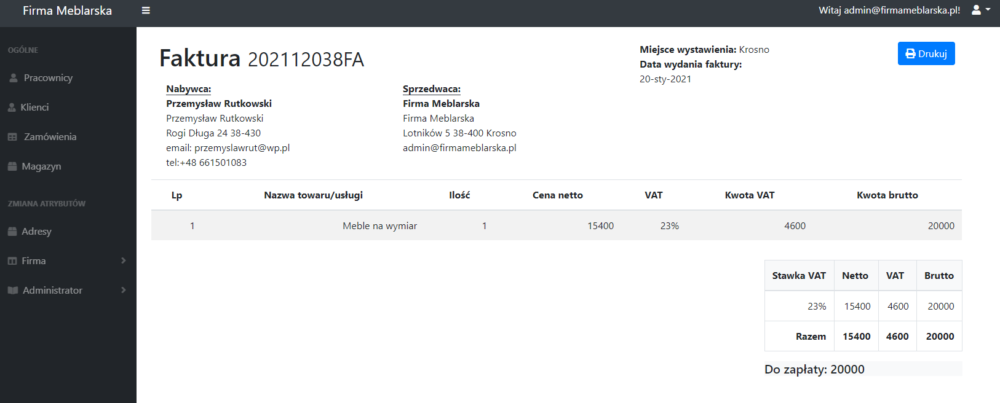 Firma Meblarska
Witaj admin@firmameblarska.pl!
OGÓLNE
Pracownicy
Klienci
Zamówienia
Magazyn
ZMIANA ATRYBUTÓW
Adresy
Firma
Administrator
Faktura 202112038FA
Miejsce wystawienia: Krosno
Data wydania faktury:
20-sty-2021
Drukuj
Nabywca:
Przemysław Rutkowski
Przemysław Rutkowski
Rogi Długa 24 38-430
email: przemyslawrut@wp.pl
tel:+48 661501083
Sprzedwaca:
Firma Meblarska
Firma Meblarska
Lotników 5 38-400 Krosno
admin@firmameblarska.pl
Lp Nazwa towaru/usługi Ilość Cena netto VAT Kwota VAT Kwota brutto
1 Meble na wymiar 1 15400 23% 4600 20000
Stawka VAT Netto VAT Brutto
23% 15400 4600 20000
Razem 15400 4600 20000
Do zapłaty: 20000